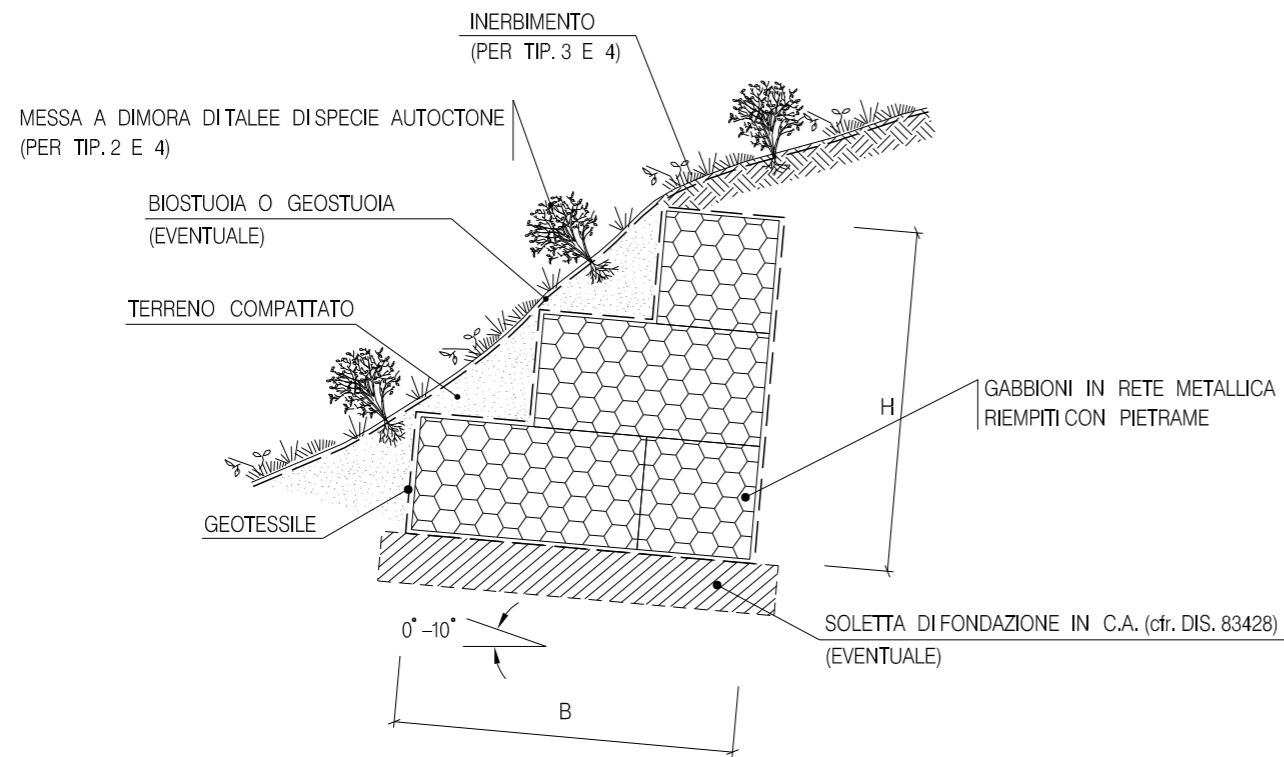 INERBIMENTO
(PER TIP. 3 E 4)
MESSA A DIMORA DI TALEE DI SPECIE AUTOCTONE
(PER TIP. 2 E 4)
BIOSTUOIA O GEOSTUOIA
(EVENTUALE)
TERRENO COMPATTATO
H
GABBIONI IN RETE METALLICA
RIEMPITI CON PIETRAME
GEOTESSILE
0°-10°
SOLETTA DI FONDAZIONE IN C.A. (cfr. DIS. 83428)
(EVENTUALE)
B